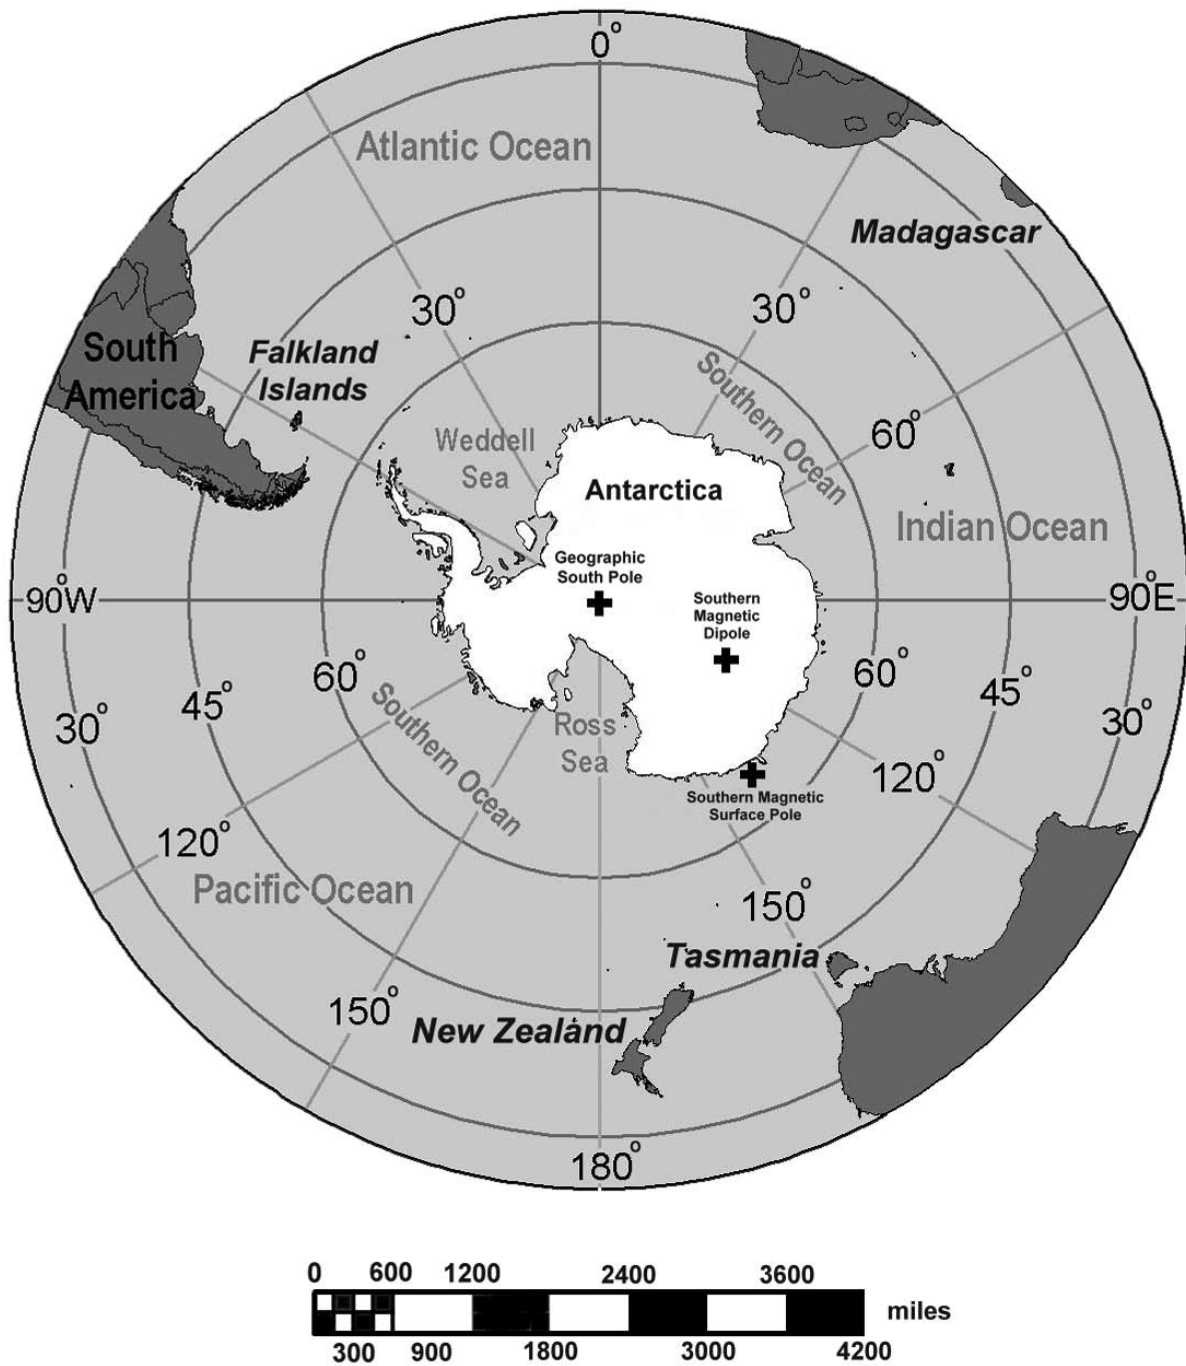 0°
Atlantic Ocean
Madagascar
30°
30°
South
America
Falkland
Islands
Southern Ocean
60°
Weddell
Sea
Antarctica
Indian Ocean
Geographic
South Pole
90°W
Southern
Magnetic
Dipole
90°E
60°
60°
45°
45°
30°
30°
Southern Ocean
Ross
Sea
120°
Southern Magnetic
Surface Pole
120°
Pacific Ocean
150°
Tasmania
150°
New Zealand
180°
0 600 1200 2400 3600
miles
300 900 1800 3000 4200